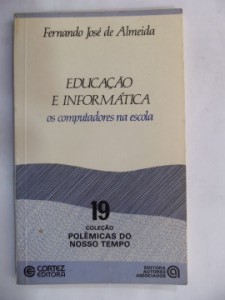 Fernando José de Almeida
EDUCAÇÃO
E INFORMÁTICA
os computadores na escola
19
COLEÇÃO
POLÊMICAS DO
NOSSO TEMPO
CORTEZ
EDITORA
EDITORA
AUTORES
ASSOCIADOS